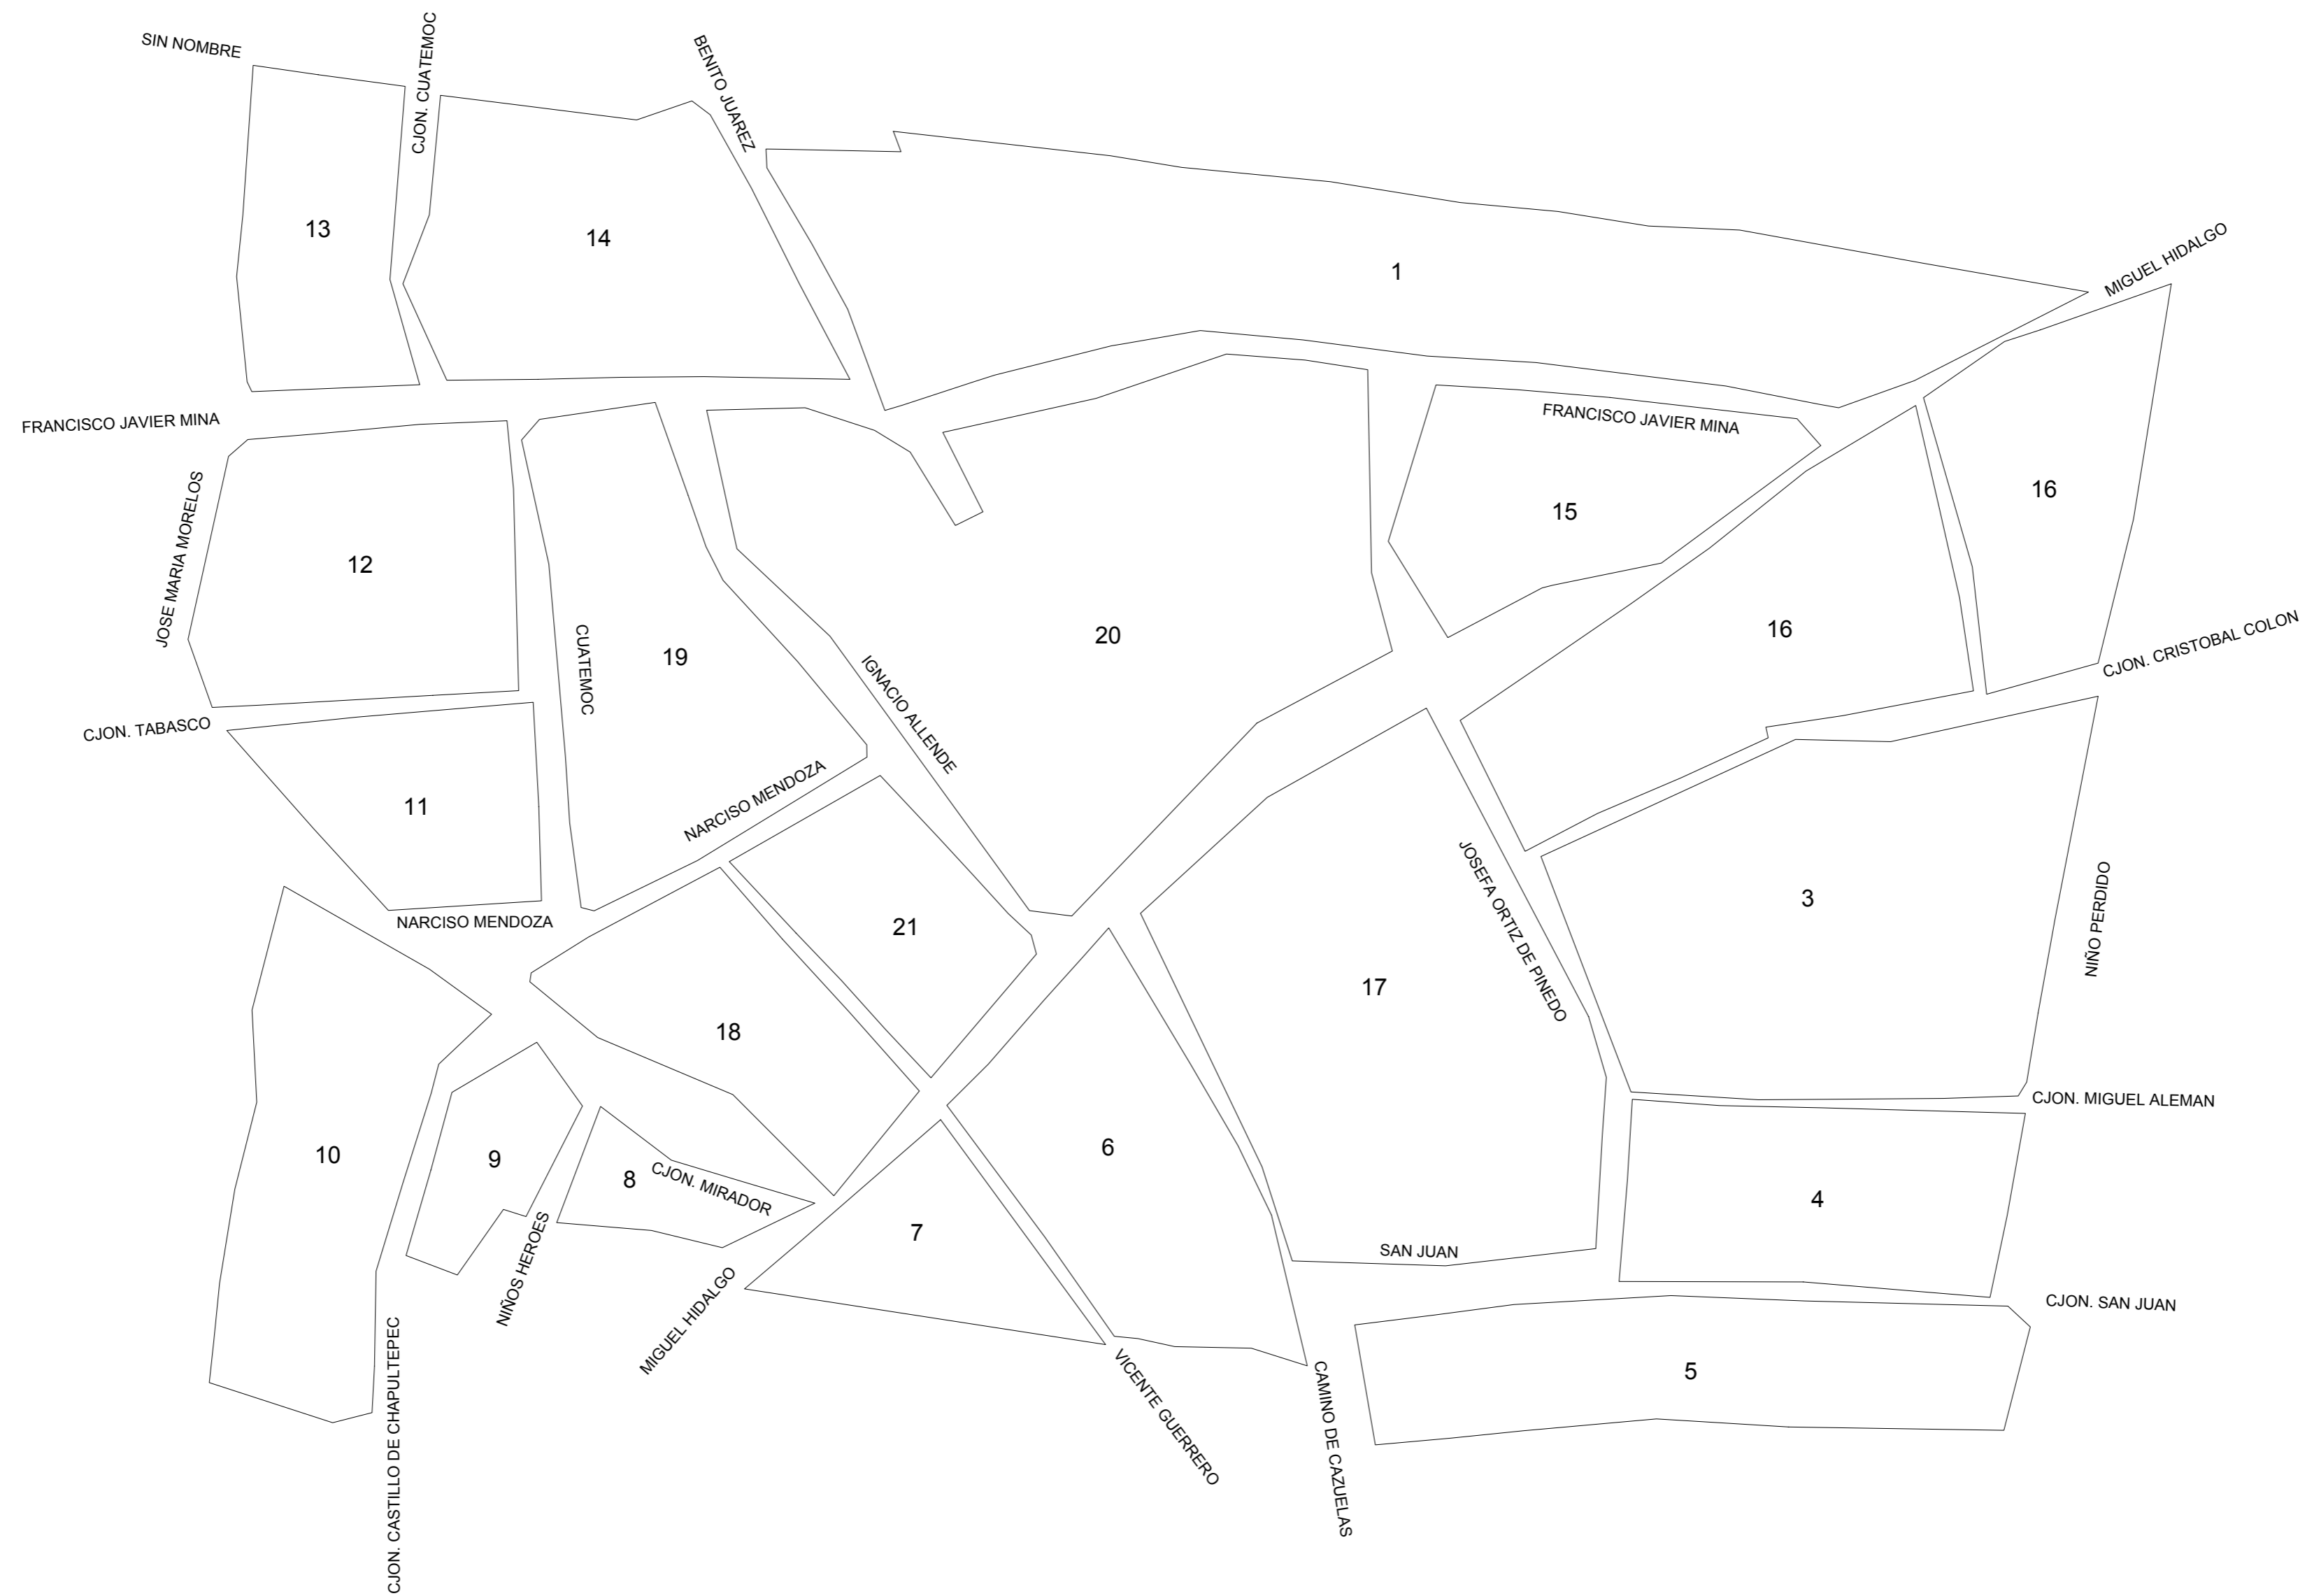 SIN NOMBRE
CJON. CUATEMOC
BENITO JUAREZ
13
14
1
MIGUEL HIDALGO
FRANCISCO JAVIER MINA
FRANCISCO JAVIER MINA
JOSE MARIA MORELOS
12
15
16
19
CUATEMOC
20
16
CJON. CRISTOBAL COLON
IGNACIO ALLENDE
CJON. TABASCO
11
NARCISO MENDOZA
NARCISO MENDOZA
21
JOSEFA ORTIZ DE PINEDO
3
NIÑO PERDIDO
17
18
10
9
8
CJON. MIRADOR
6
CJON. MIGUEL ALEMAN
4
7
NIÑOS HEROES
MIGUEL HIDALGO
SAN JUAN
CJON. SAN JUAN
5
CJON. CASTILLO DE CHAPULTEPEC
VICENTE GUERRERO
CAMINO DE CAZUELAS